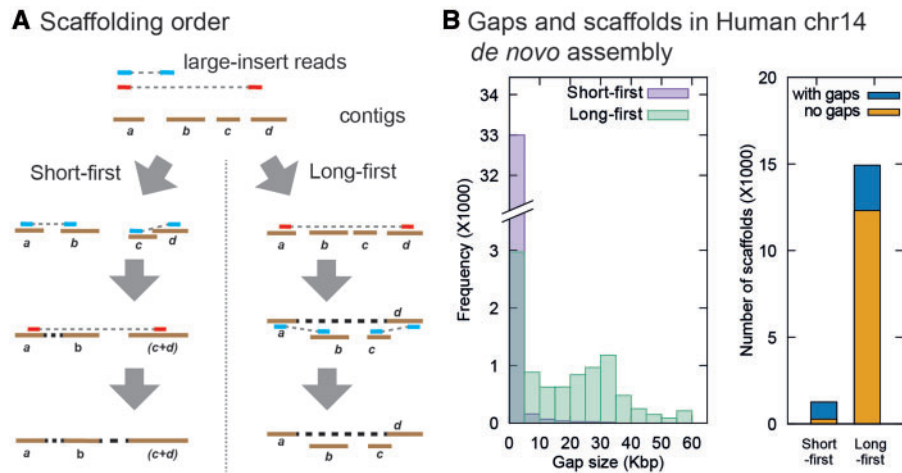 A Scaffolding order
large-insert reads
contigs
a b c d
Short-first
Long-first
a b c d
a b c d
a b (c+d)
d
a
b c
a b (c+d)
d
a
b c
B Gaps and scaffolds in Human chr14
de novo assembly
Frequency (X1000)
34
33
32
3
2
1
0
Short-first
Long-first
0 10 20 30 40 50 60
Gap size (Kbp)
Number of scaffolds (X1000)
20
15
10
5
0
with gaps
no gaps
Short
-first
Long
-first